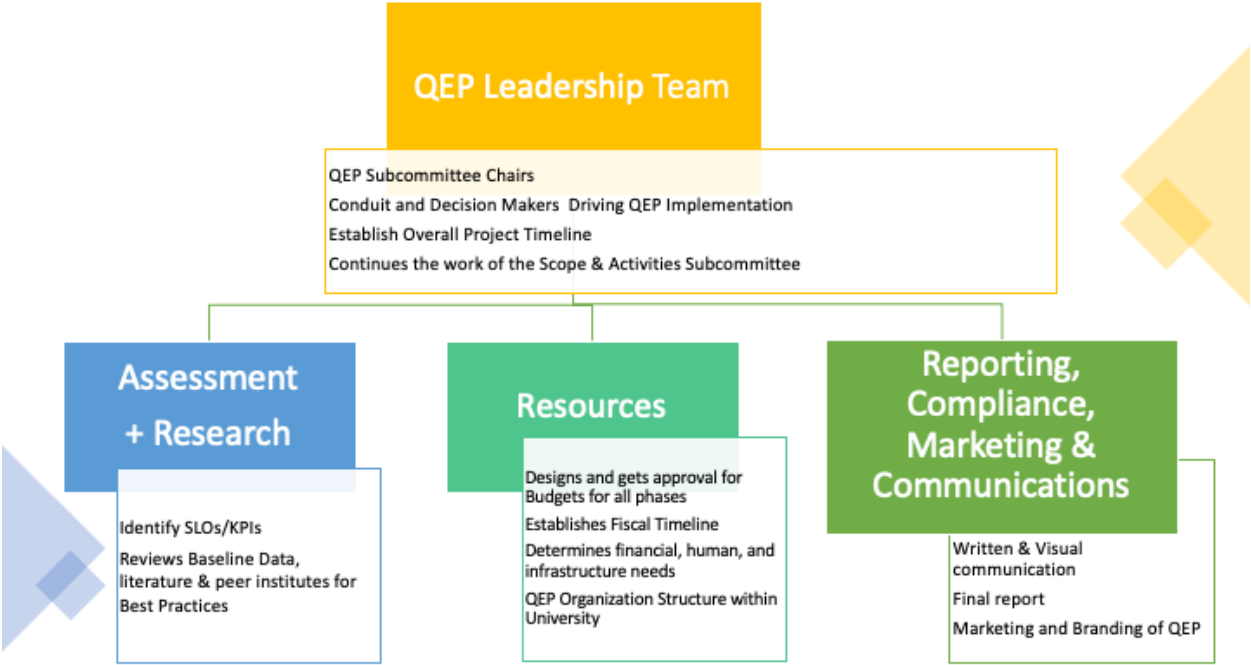 QEP Leadership Team
QEP Subcommittee Chairs
Conduit and Decision Makers Driving QEP Implementation
Establish Overall Project Timeline
Continues the work of the Scope & Activities Subcommittee
Assessment
+ Research
Identify SLOs/KPIs
Reviews Baseline Data,
literature & peer institutes for
Best Practices
Resources
Designs and gets approval for
Budgets for all phases
Establishes Fiscal Timeline
Determines financial, human, and
infrastructure needs
QEP Organization Structure within
University
Reporting,
Compliance,
Marketing &
Communications
Written & Visual
communication
Final report
Marketing and Branding of QEP